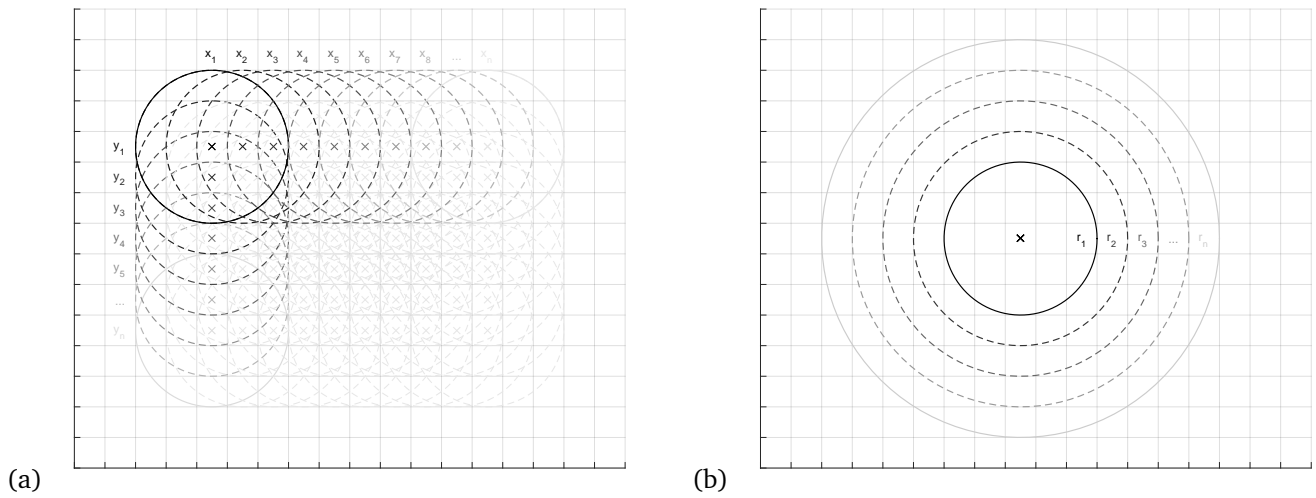 x1 x2 x3 x4 x5 x6 x7 x8 ... xn
y1
y2
y3
y4
y5
...
yn
r1 r2 r3 ... rn
(a)
(b)